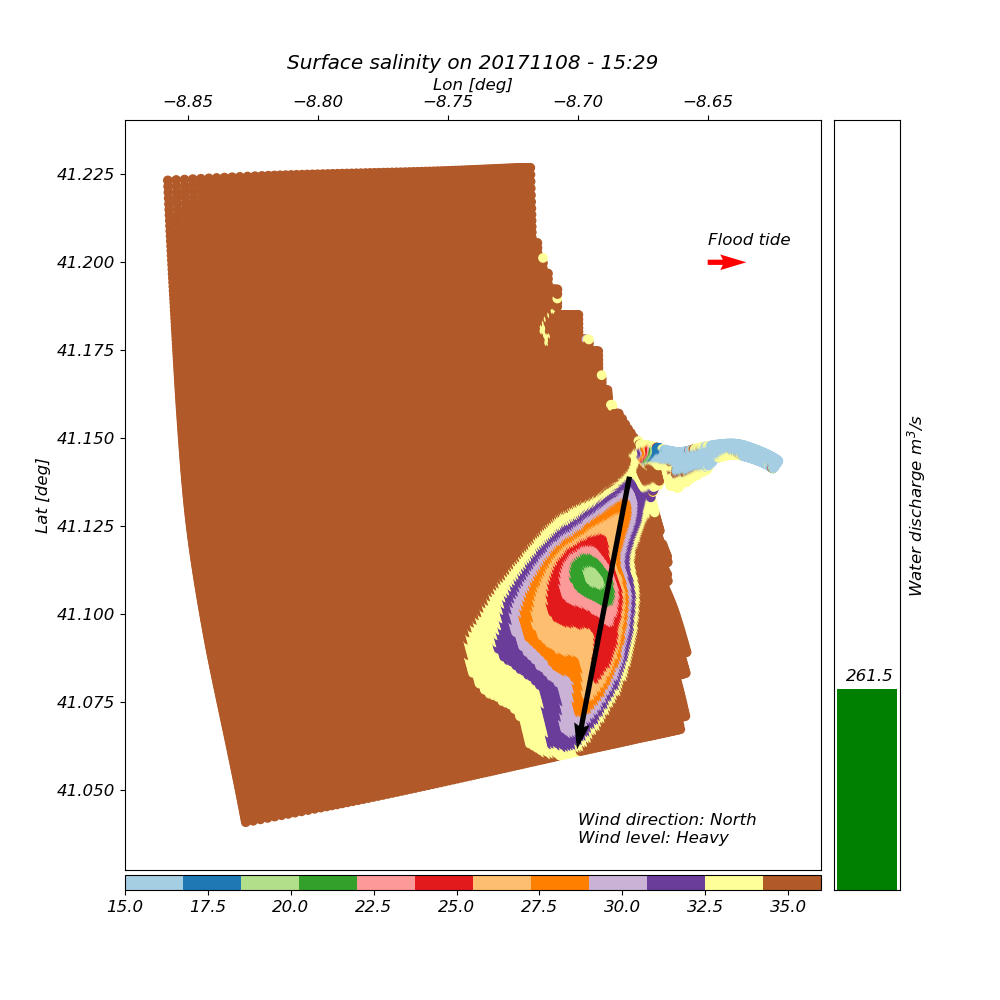 Surface salinity on 20171108 - 15:29
Lon [deg]
−8.85 −8.80 −8.75 −8.70 −8.65
41.225
41.200
41.175
41.150
41.125
41.100
41.075
41.050
Lat [deg]
Flood tide
Wind direction: North
Wind level: Heavy
261.5
Water discharge m³/s
15.0 17.5 20.0 22.5 25.0 27.5 30.0 32.5 35.0